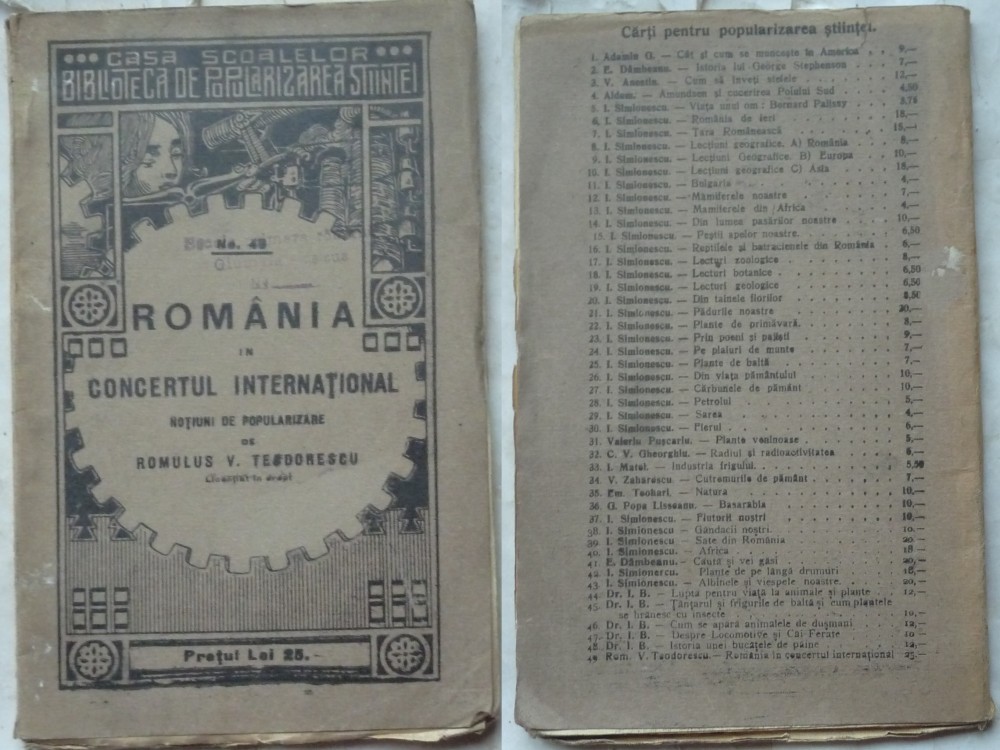 CASA SCOALELOR
BIBLIOTECA DE POPULARIZAREA STIINTEI
No. 49
ROMÂNIA
IN
CONCERTUL INTERNAȚIONAL
NOȚIUNI DE POPULARIZARE
DE
ROMULUS V. TEODORESCU
Prețul Lei 25.-
Cărți pentru popularizarea științei.
1. Adamiu G. — Cât și cum se muncește în America . . 9,—
2. E. Dâmbeanu. — Istoria lui George Stephenson . . 7,—
3. V. Anastin. — Cum să înveți stelele . . . 12,—
4. Aldem. — Amundsen și cucerirea Polului Sud . . 4,50
5. I. Simionescu. — Viața unui om: Bernard Palissy . 3,75
6. I. Simionescu. — România de ieri . . . 18,—
7. I. Simionescu. — Țara Românească . . . 15,—
8. I. Simionescu. — Lecțiuni geografice. A) România . . 8,—
9. I. Simionescu. — Lecțiuni Geografice. B) Europa . . 10,—
10. I. Simionescu. — Lecțiuni geografice C) Asia . . 18,—
11. I. Simionescu. — Bulgaria . . . 4,—
12. I. Simionescu. — Mamiferele noastre . . . 7,—
13. I. Simionescu. — Mamiferele din Africa . . . 4,—
14. I. Simionescu. — Din lumea pasărilor noastre . . 10,—
15. I. Simionescu. — Peștii apelor noastre. . . . 6,50
16. I. Simionescu. — Reptilele și batracienele din România . 6,—
17. I. Simionescu. — Lecturi zoologice . . . 8,—
18. I. Simionescu. — Lecturi botanice . . . 6,50
19. I. Simionescu. — Lecturi geologice . . . 6,50
20. I. Simionescu. — Din tainele florilor . . . 8,50
21. I. Simionescu. — Pădurile noastre . . . 20,—
22. I. Simionescu. — Plante de primăvară. . . . 8,—
23. I. Simionescu. — Prin poeni și pajiști . . . 9,—
24. I. Simionescu. — Pe plaiuri de munte . . . 7,—
25. I. Simionescu. — Plante de baltă . . . 7,—
26. I. Simionescu. — Din viața pământului . . . 10,—
27. I. Simionescu. — Cărbunele de pământ . . . 10,—
28. I. Simionescu. — Petrolul . . . 5,—
29. I. Simionescu. — Sarea . . . 4,—
30. I. Simionescu. — Fierul . . . 6,—
31. Valeriu Pușcariu. — Plante veninoase . . . 5,—
32. C. V. Gheorghiu. — Radiul și radioactivitatea . . 6,—
33. I. Matei. — Industria frigului. . . . 5,50
34. V. Zaharescu. — Cutremurile de pământ . . . 7,—
35. Em. Teohari. — Natura . . . 10,—
36. G. Popa Lisseanu. — Basarabia . . . 10,—
37. I. Simionescu. — Flutorii noștri . . . 10,—
38. I. Simionescu. — Gândacii noștri. . . . 10.—
39. I. Simionescu — Sate din România . . . 20
40. I. Simionescu. — Africa . . . 18
41. E. Dâmbeanu. — Caută și vei găsi . . . 20,—
42. I. Simionercu. — Plante de pe lângă drumuri . . 18,—
43. I. Simionescu — Albinele și viespele noastre. . . 20,—
44. Dr. I. B. — Lupta pentru viață la animale și plante . 12,—
45. Dr. I. B. — Țânțarul și frigurile de baltă și cum plantele
se hrănesc cu insecte . . . 10,—
46. Dr. I. B. — Cum se apară animalele de dușmani . 12,—
47. Dr. I. B. — Despre Locomotive și Căi Ferate . 10—
48. Dr. I. B. — Istoria unei bucățele de pâine . . 12,—
49 Rom. V. Teodorescu.— România în concertul internațional 25.—